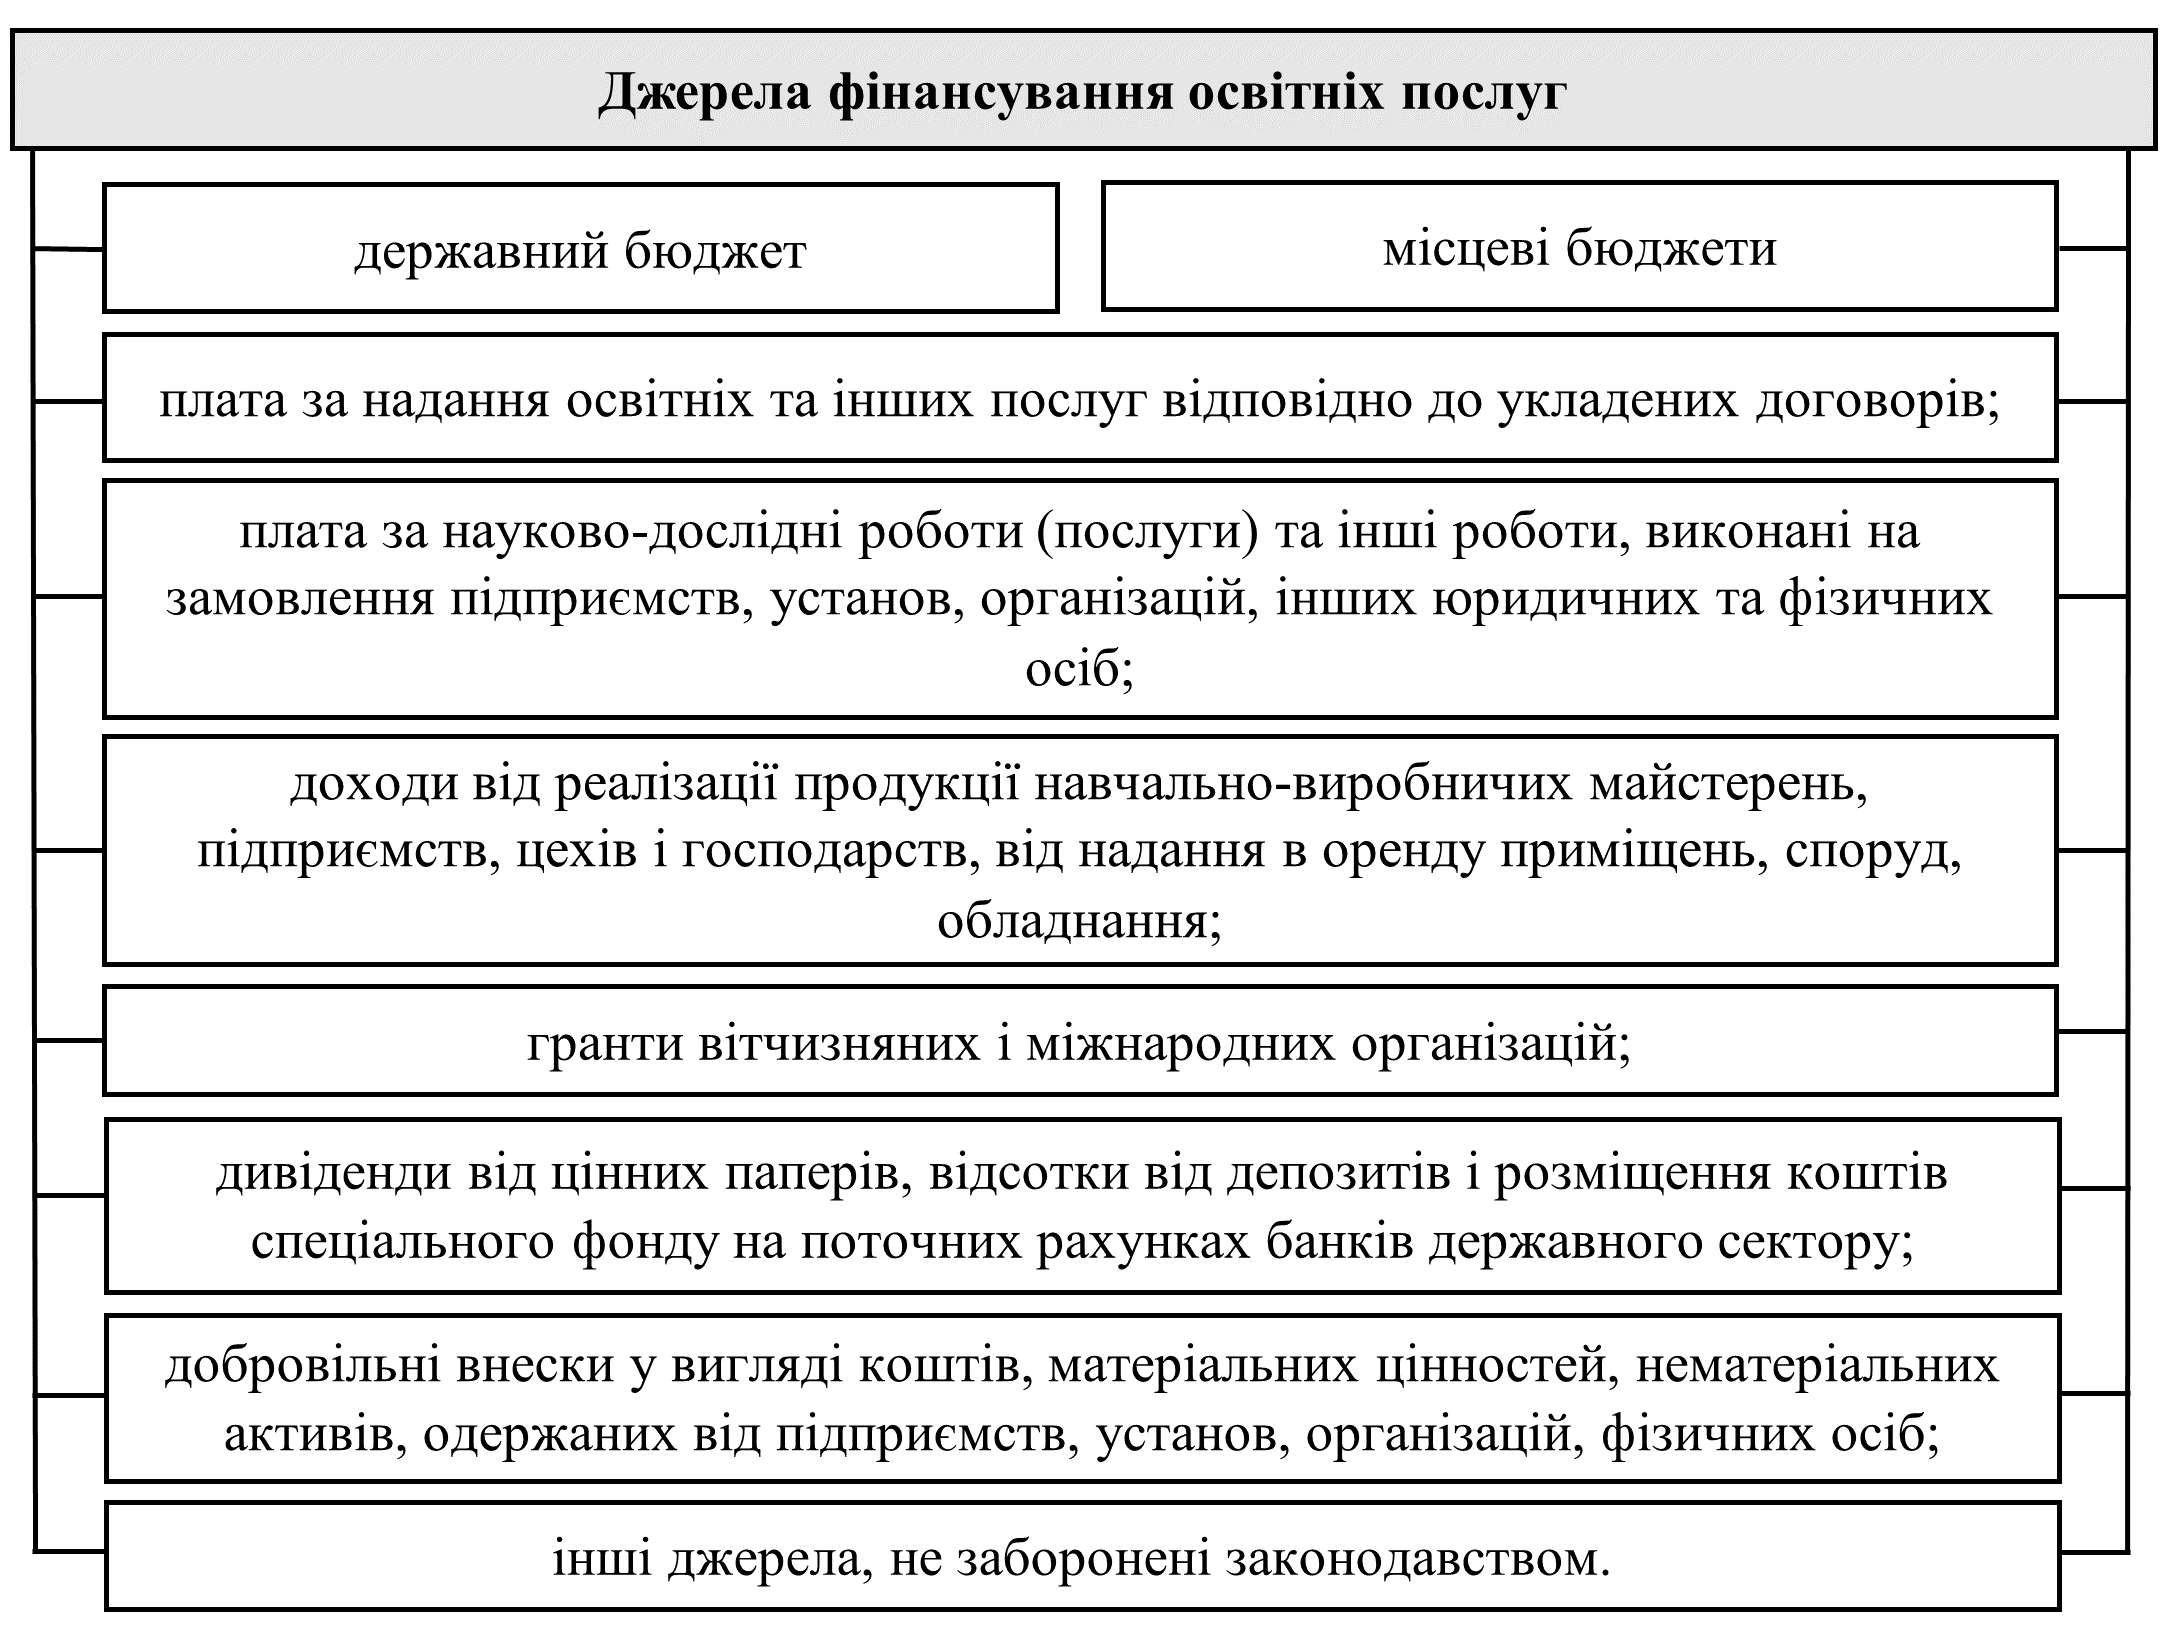 Джерела фінансування освітніх послуг
державний бюджет
місцеві бюджети
плата за надання освітніх та інших послуг відповідно до укладених договорів;
плата за науково-дослідні роботи (послуги) та інші роботи, виконані на
замовлення підприємств, установ, організацій, інших юридичних та фізичних
осіб;
доходи від реалізації продукції навчально-виробничих майстерень,
підприємств, цехів і господарств, від надання в оренду приміщень, споруд,
обладнання;
гранти вітчизняних і міжнародних організацій;
дивіденди від цінних паперів, відсотки від депозитів і розміщення коштів
спеціального фонду на поточних рахунках банків державного сектору;
добровільні внески у вигляді коштів, матеріальних цінностей, нематеріальних
активів, одержаних від підприємств, установ, організацій, фізичних осіб;
інші джерела, не заборонені законодавством.